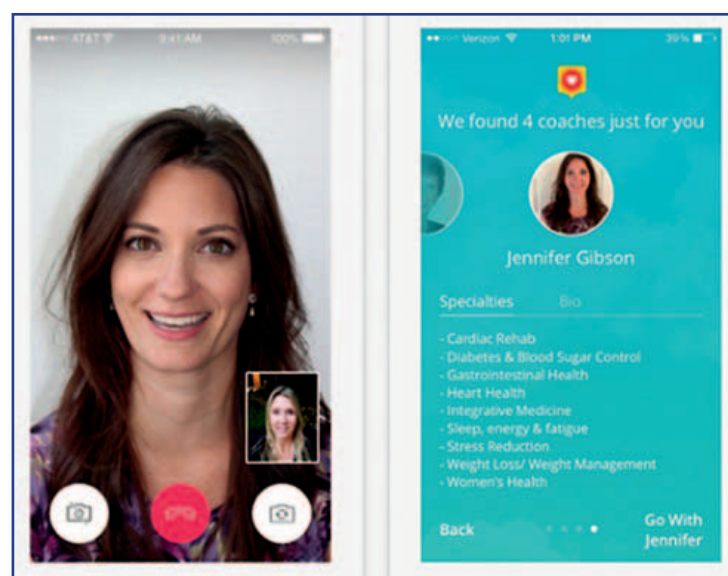 AT&T 9:41 AM 100%
Verizon 1:01 PM 39%
We found 4 coaches just for you
Jennifer Gibson
Specialties Bio
- Cardiac Rehab
- Diabetes & Blood Sugar Control
- Gastrointestinal Health
- Heart Health
- Integrative Medicine
- Sleep, energy & fatigue
- Stress Reduction
- Weight Loss/ Weight Management
- Women's Health
Back
Go With
Jennifer